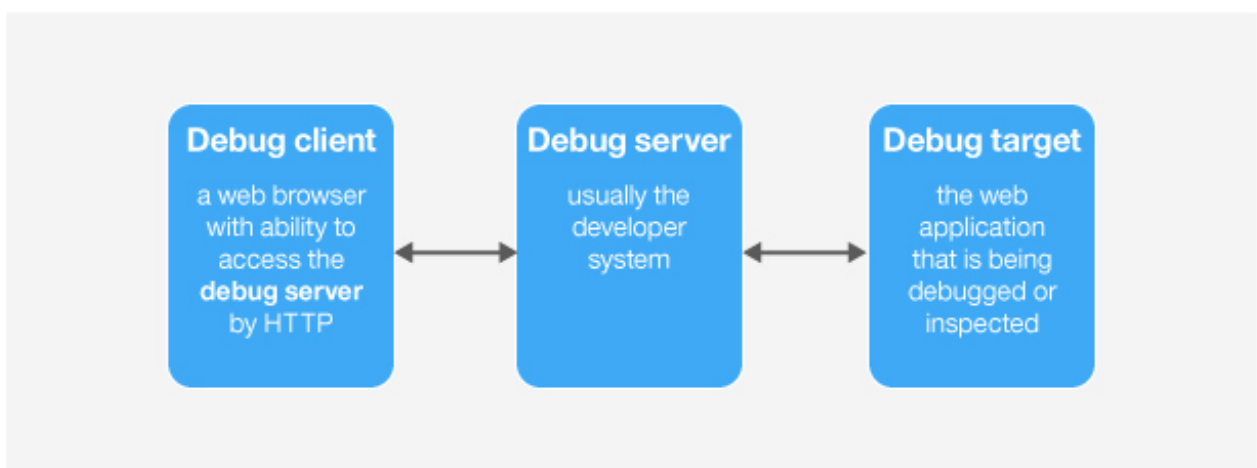 Debug client
a web browser
with ability to
access the
debug server
by HTTP
Debug server
usually the
developer
system
Debug target
the web
application
that is being
debugged or
inspected